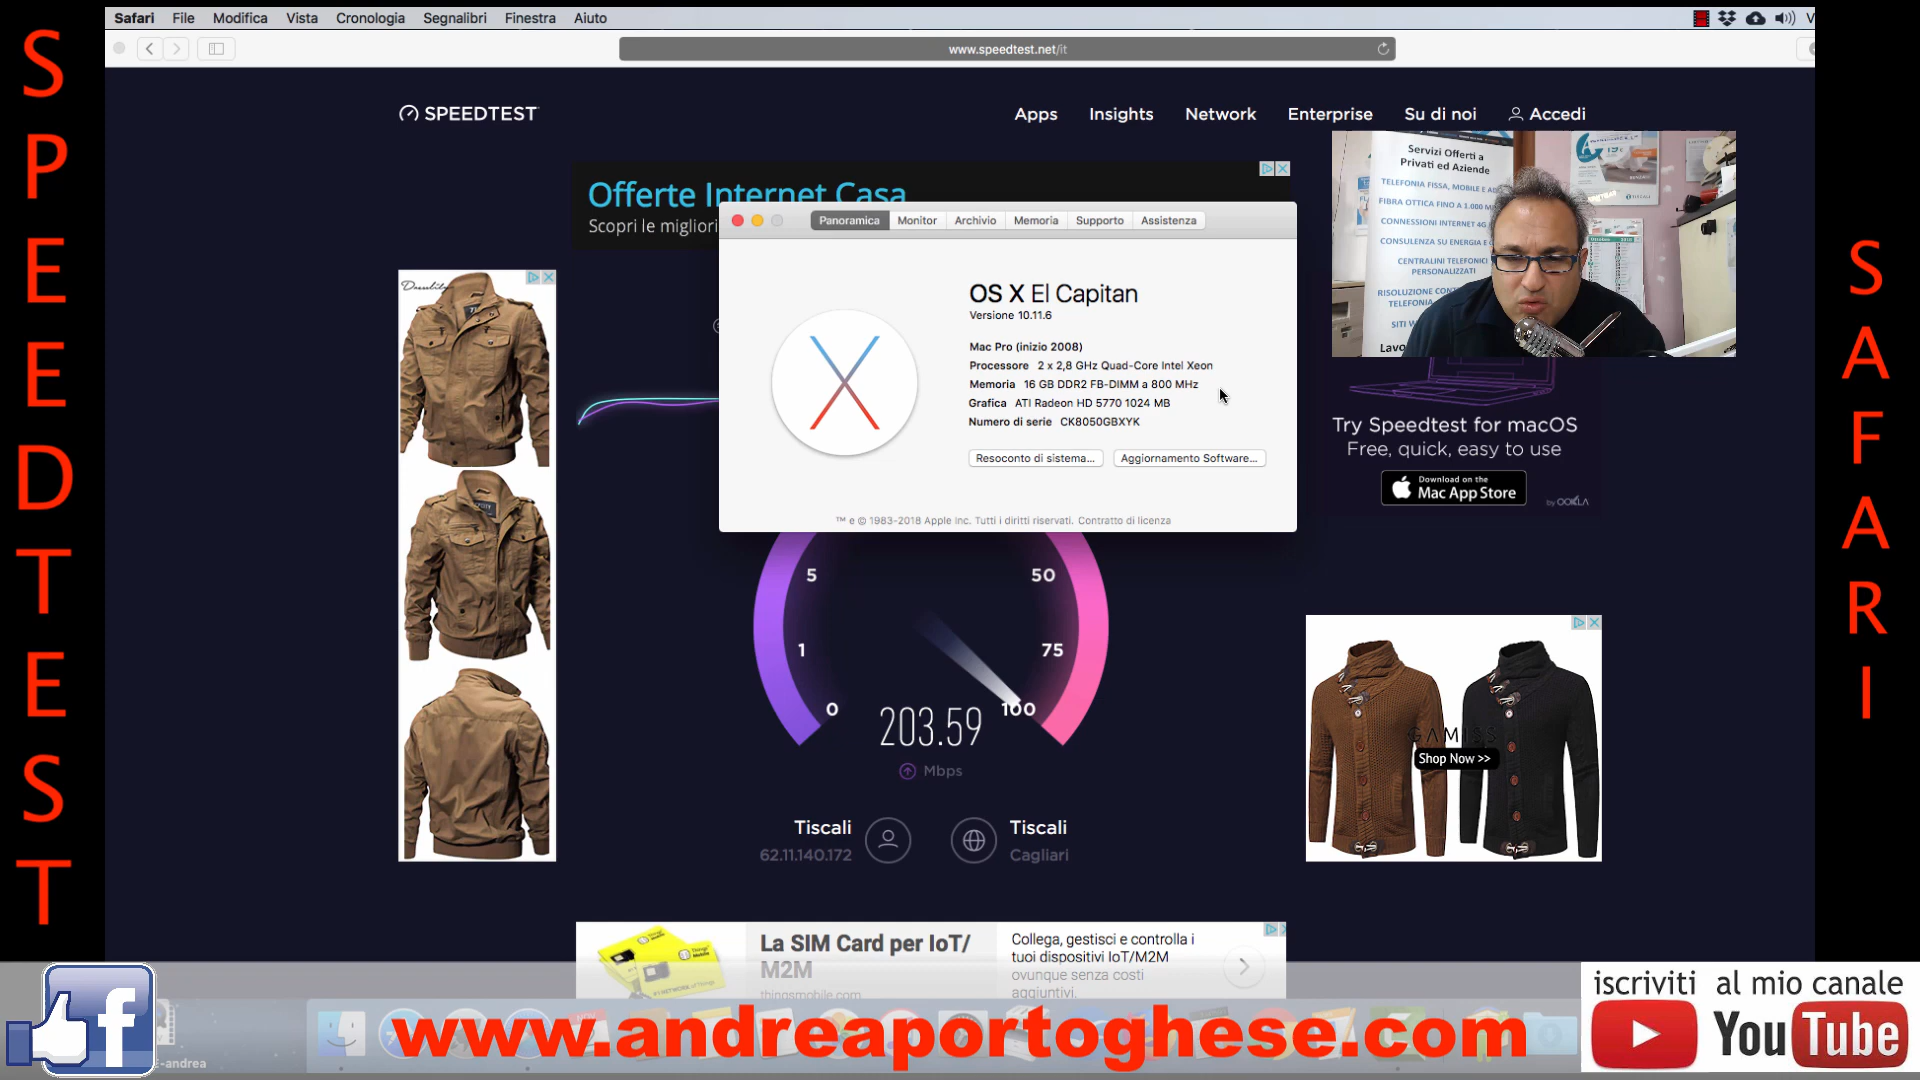 Safari File Modifica Vista Cronologia Segnalibri Finestra Aiuto
www.speedtest.net/it
SPEEDTEST
SAFARI
SPEEDTEST
Apps Insights Network Enterprise Su di noi Accedi
Offerte Internet Casa
Scopri le migliori
Panoramica Monitor Archivio Memoria Supporto Assistenza
OS X El Capitan
Versione 10.11.6
Mac Pro (inizio 2008)
Processore 2 x 2,8 GHz Quad-Core Intel Xeon
Memoria 16 GB DDR2 FB-DIMM a 800 MHz
Grafica ATI Radeon HD 5770 1024 MB
Numero di serie CK8050GBXYK
Resoconto di sistema... Aggiornamento Software...
™ e © 1983-2018 Apple Inc. Tutti i diritti riservati. Contratto di licenza
Servizi Offerti a
Privati ed Aziende
TELEFONIA FISSA, MOBILE E
FIBRA OTTICA FINO A 1.000
CONNESSIONI INTERNET 4G
CONSULENZA SU ENERGIA E
CENTRALINI TELEFONICI
PERSONALIZZATI
RISOLUZIONE
TELEFONIA
SITI
Try Speedtest for macOS
Free, quick, easy to use
Download on the
Mac App Store
by OOKLA
5
50
1
75
0
100
203.59
Mbps
Tiscali
62.11.140.172
Tiscali
Cagliari
GAMISS
Shop Now >>
La SIM Card per IoT/
M2M
thingsmobile.com
Collega, gestisci e controlla i
tuoi dispositivi IoT/M2M
ovunque senza costi
aggiuntivi.
f
-andrea
www.andreaportoghese.com
iscriviti al mio canale
YouTube